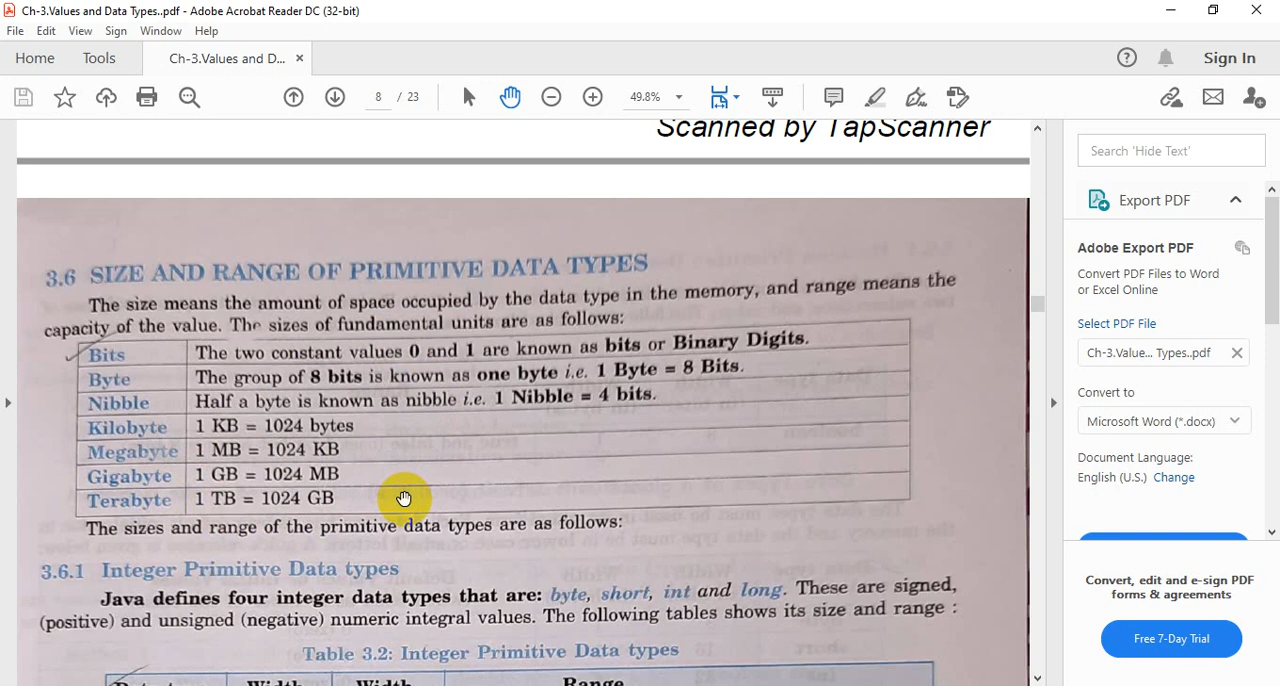 Ch-3.Values and Data Types..pdf - Adobe Acrobat Reader DC (32-bit)
File Edit View Sign Window Help
Home Tools Ch-3.Values and D... × Sign In
8 / 23 49.8%
Scanned by TapScanner
Search 'Hide Text'
Export PDF
Adobe Export PDF
Convert PDF Files to Word
or Excel Online
Select PDF File
Ch-3.Value... Types..pdf
Convert to
Microsoft Word (*.docx)
Document Language:
English (U.S.) Change
Convert, edit and e-sign PDF
forms & agreements
Free 7-Day Trial
3.6 SIZE AND RANGE OF PRIMITIVE DATA TYPES
The size means the amount of space occupied by the data type in the memory, and range means the
capacity of the value. The sizes of fundamental units are as follows:
Bits The two constant values 0 and 1 are known as bits or Binary Digits.
Byte The group of 8 bits is known as one byte i.e. 1 Byte = 8 Bits.
Nibble Half a byte is known as nibble i.e. 1 Nibble = 4 bits.
Kilobyte 1 KB = 1024 bytes
Megabyte 1 MB = 1024 KB
Gigabyte 1 GB = 1024 MB
Terabyte 1 TB = 1024 GB
The sizes and range of the primitive data types are as follows:
3.6.1 Integer Primitive Data types
Java defines four integer data types that are: byte, short, int and long. These are signed,
(positive) and unsigned (negative) numeric integral values. The following tables shows its size and range :
Table 3.2: Integer Primitive Data types
Width Width Range